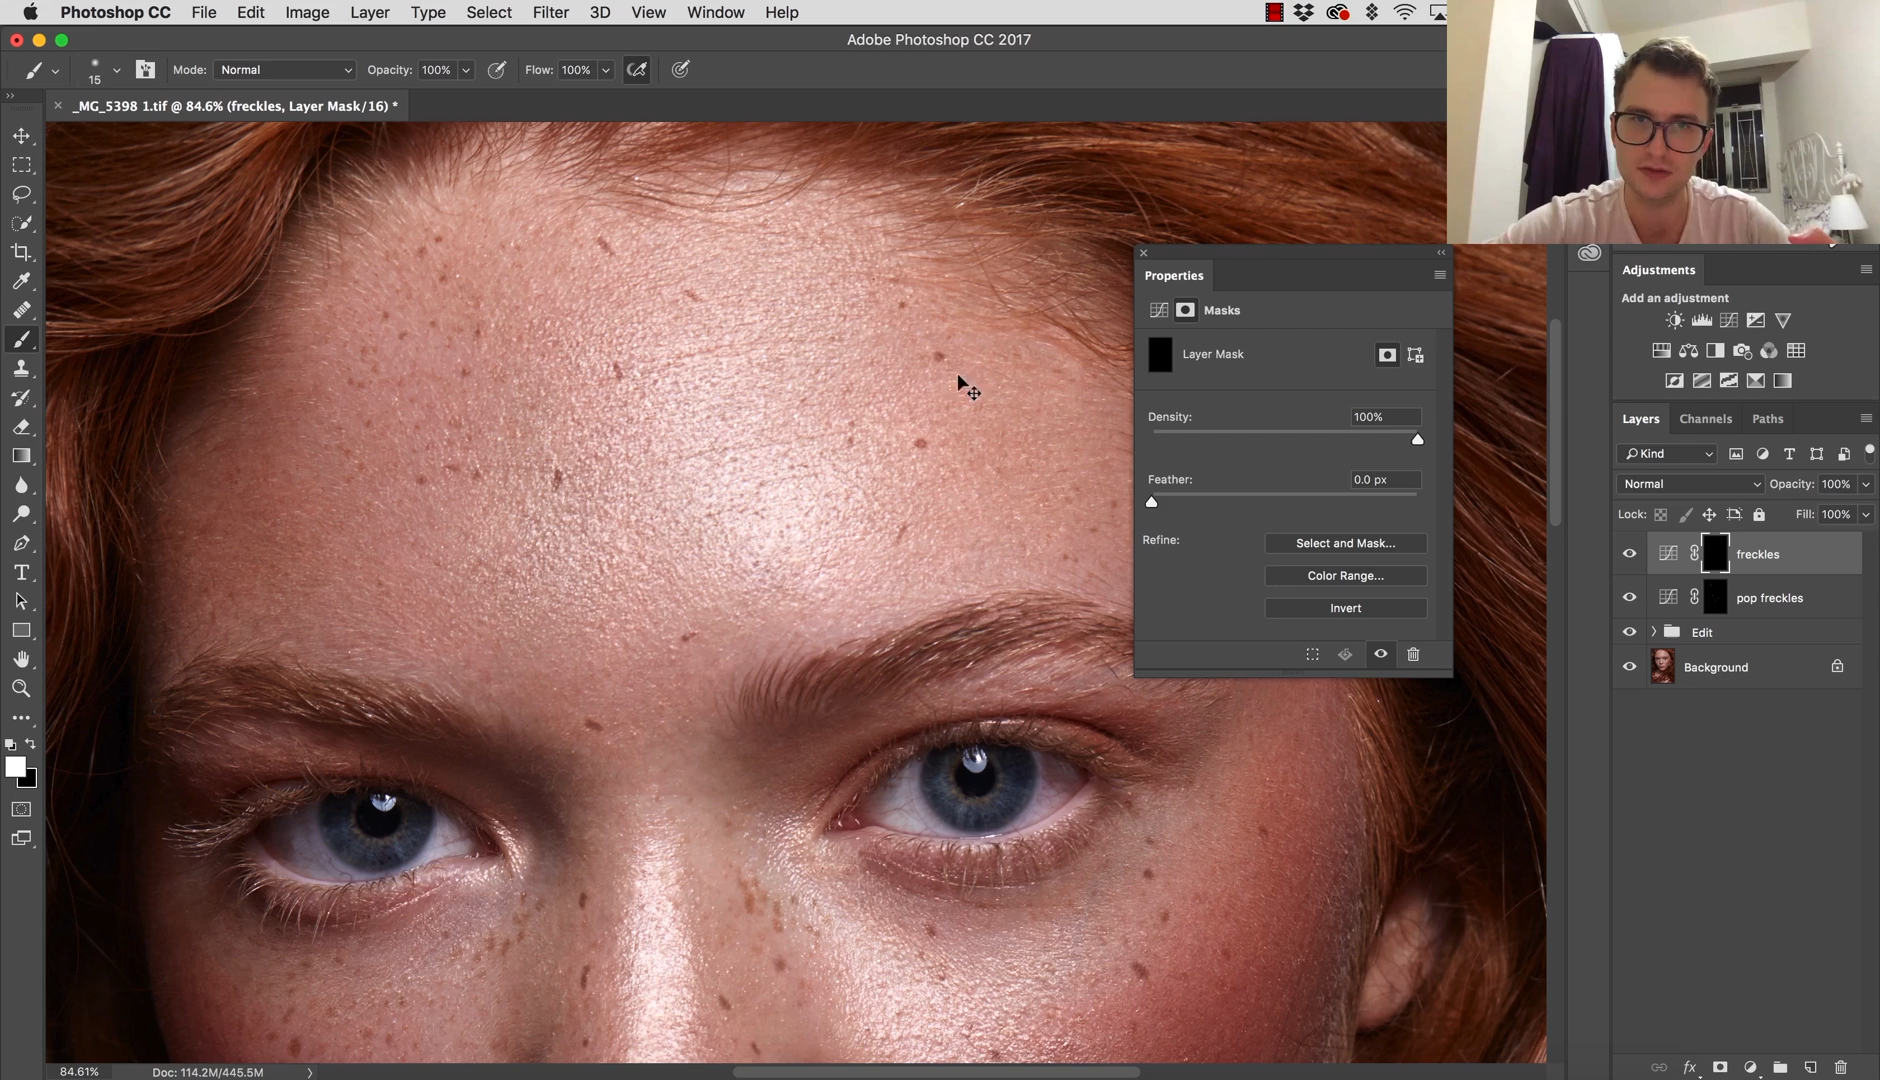 Photoshop CC File Edit Image Layer Type Select Filter 3D View Window Help
Adobe Photoshop CC 2017
15 Mode: Normal Opacity: 100% Flow: 100%
_MG_5398 1.tif @ 84.6% (freckles, Layer Mask/16) *
Properties
Masks
Layer Mask
Density: 100%
Feather: 0.0 px
Refine: Select and Mask...
Color Range...
Invert
Adjustments
Add an adjustment
Layers Channels Paths
Kind
Normal Opacity: 100%
Lock: Fill: 100%
freckles
pop freckles
Edit
Background
fx
84.61% Doc: 114.2M/445.5M